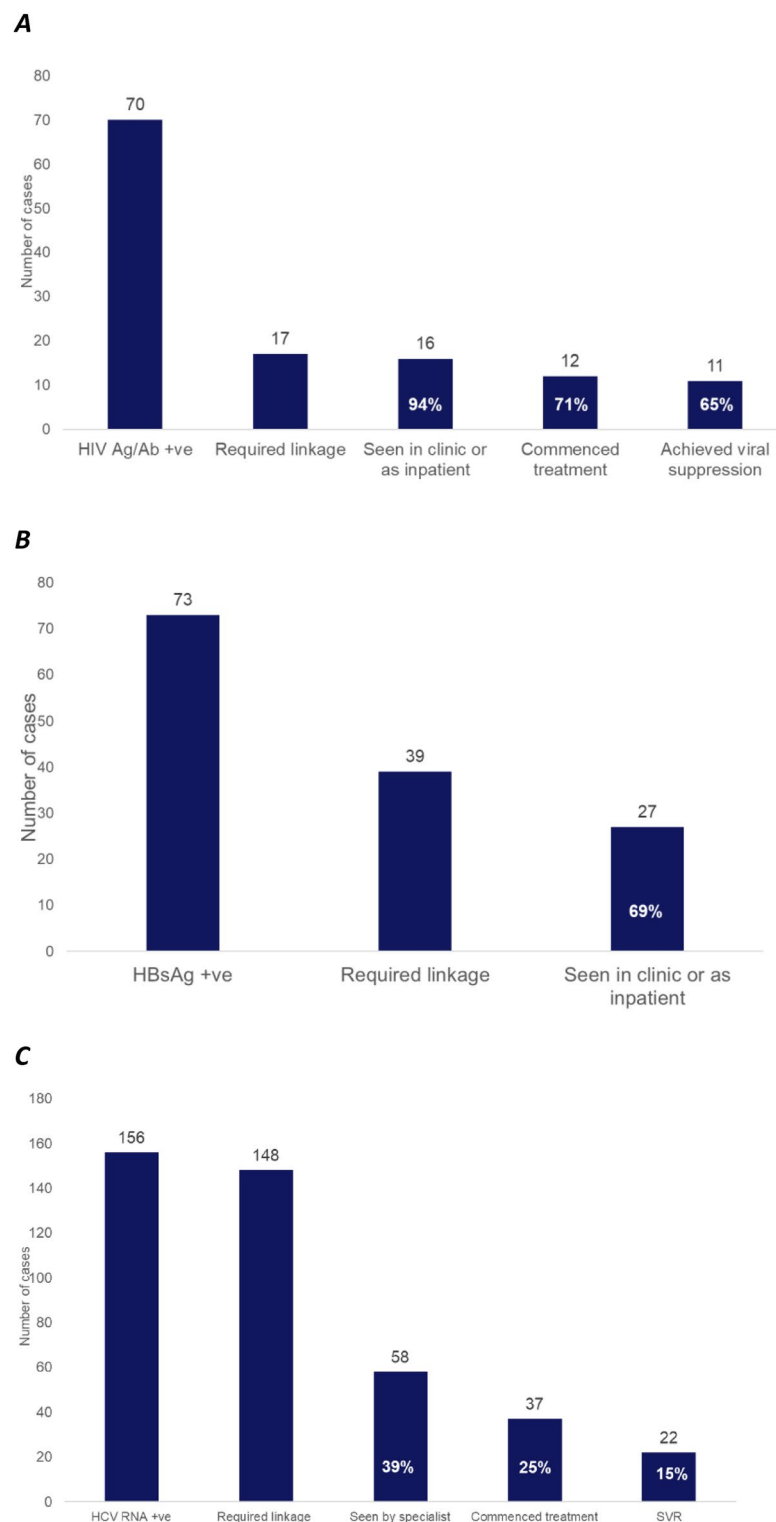 A
Number of cases
80
70
60
50
40
30
20
10
0
70
17
16
12
11
94%
71%
65%
HIV Ag/Ab +ve
Required linkage
Seen in clinic or
as inpatient
Commenced
treatment
Achieved viral
suppression
B
Number of cases
80
70
60
50
40
30
20
10
0
73
39
27
69%
HBsAg +ve
Required linkage
Seen in clinic or as
inpatient
C
Number of cases
180
160
140
120
100
80
60
40
20
0
156
148
58
37
22
39%
25%
15%
HCV RNA +ve
Required linkage
Seen by specialist
Commenced treatment
SVR